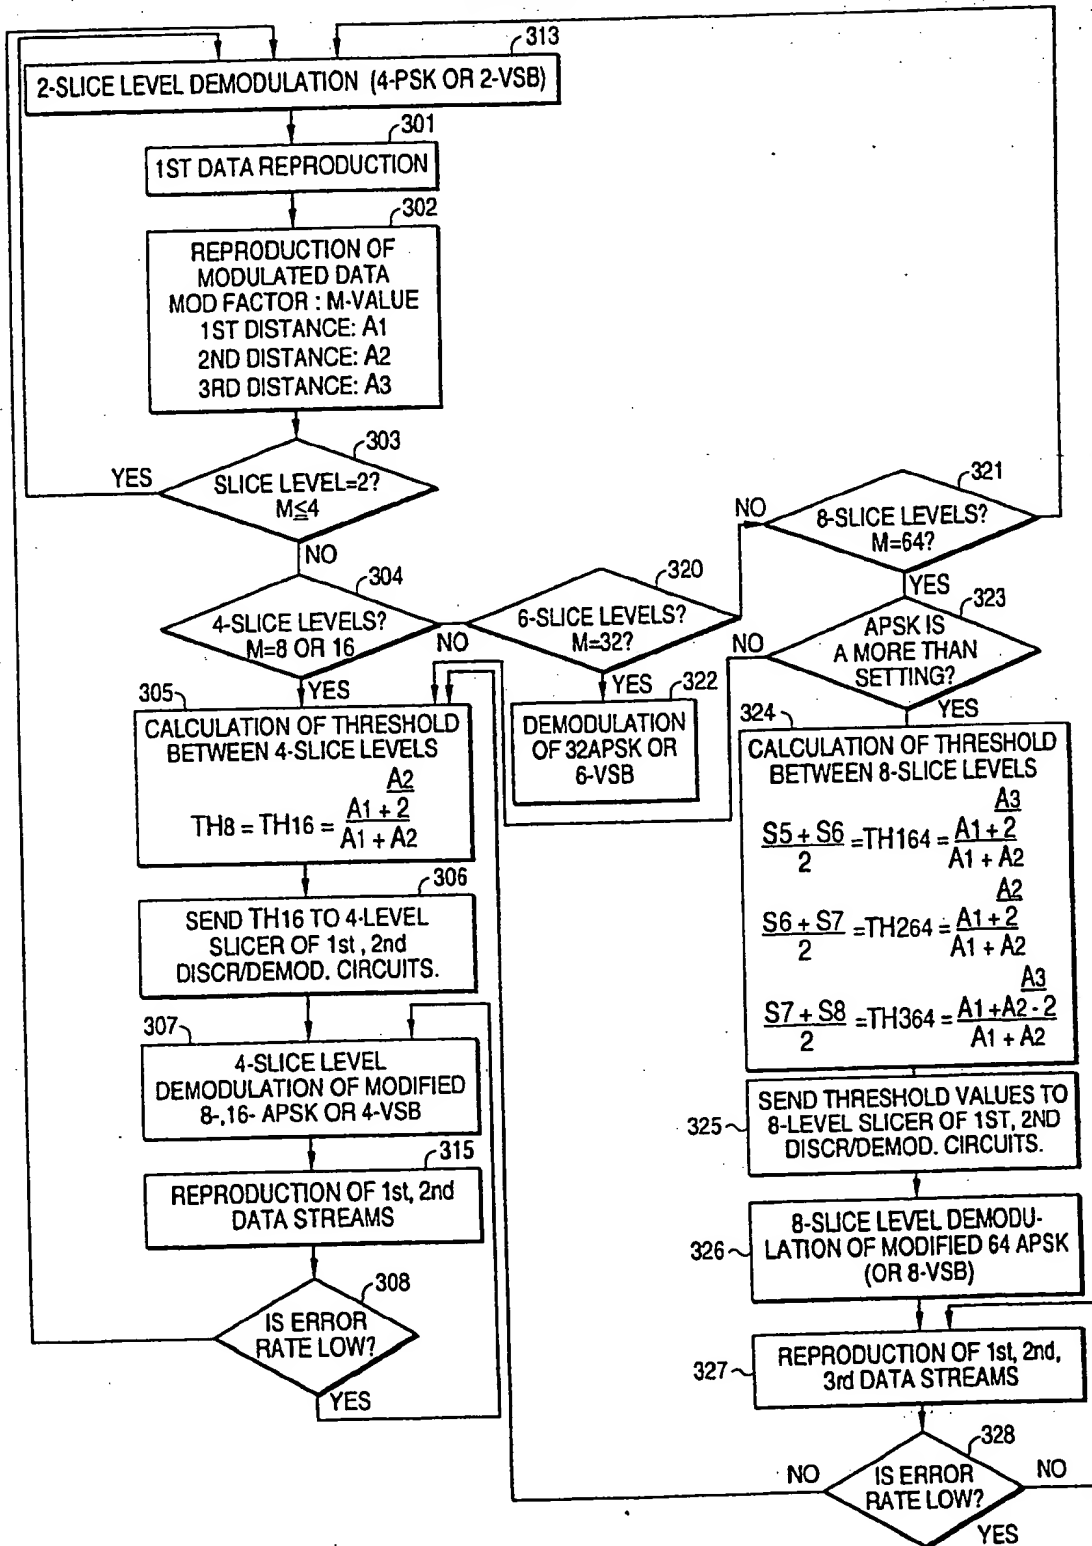 313
2-SLICE LEVEL DEMODULATION (4-PSK OR 2-VSB)
301
1ST DATA REPRODUCTION
302
REPRODUCTION OF
MODULATED DATA
MOD FACTOR : M-VALUE
1ST DISTANCE: A1
2ND DISTANCE: A2
3RD DISTANCE: A3
303
YES
SLICE LEVEL=2?
M≤4
NO
304
4-SLICE LEVELS?
M=8 OR 16
NO
YES
320
6-SLICE LEVELS?
M=32?
NO
YES
321
8-SLICE LEVELS?
M=64?
YES
323
NO
APSK IS
A MORE THAN
SETTING?
YES
322
DEMODULATION
OF 32APSK OR
6-VSB
305
CALCULATION OF THRESHOLD
BETWEEN 4-SLICE LEVELS
A2
TH8 = TH16 = A1 + 2
A1 + A2
306
SEND TH16 TO 4-LEVEL
SLICER OF 1st, 2nd
DISCR/DEMOD. CIRCUITS.
307
4-SLICE LEVEL
DEMODULATION OF MODIFIED
8-,16- APSK OR 4-VSB
315
REPRODUCTION OF 1st, 2nd
DATA STREAMS
308
IS ERROR
RATE LOW?
YES
324
CALCULATION OF THRESHOLD
BETWEEN 8-SLICE LEVELS
A3
S5 + S6 =TH164= A1 + 2
2 A1 + A2
A2
S6 + S7 =TH264= A1 + 2
2 A1 + A2
A3
S7 + S8 =TH364= A1 +A2 - 2
2 A1 + A2
325
SEND THRESHOLD VALUES TO
8-LEVEL SLICER OF 1ST, 2ND
DISCR/DEMOD. CIRCUITS.
326
8-SLICE LEVEL DEMODU-
LATION OF MODIFIED 64 APSK
(OR 8-VSB)
327
REPRODUCTION OF 1st, 2nd,
3rd DATA STREAMS
328
NO
IS ERROR
RATE LOW?
NO
YES